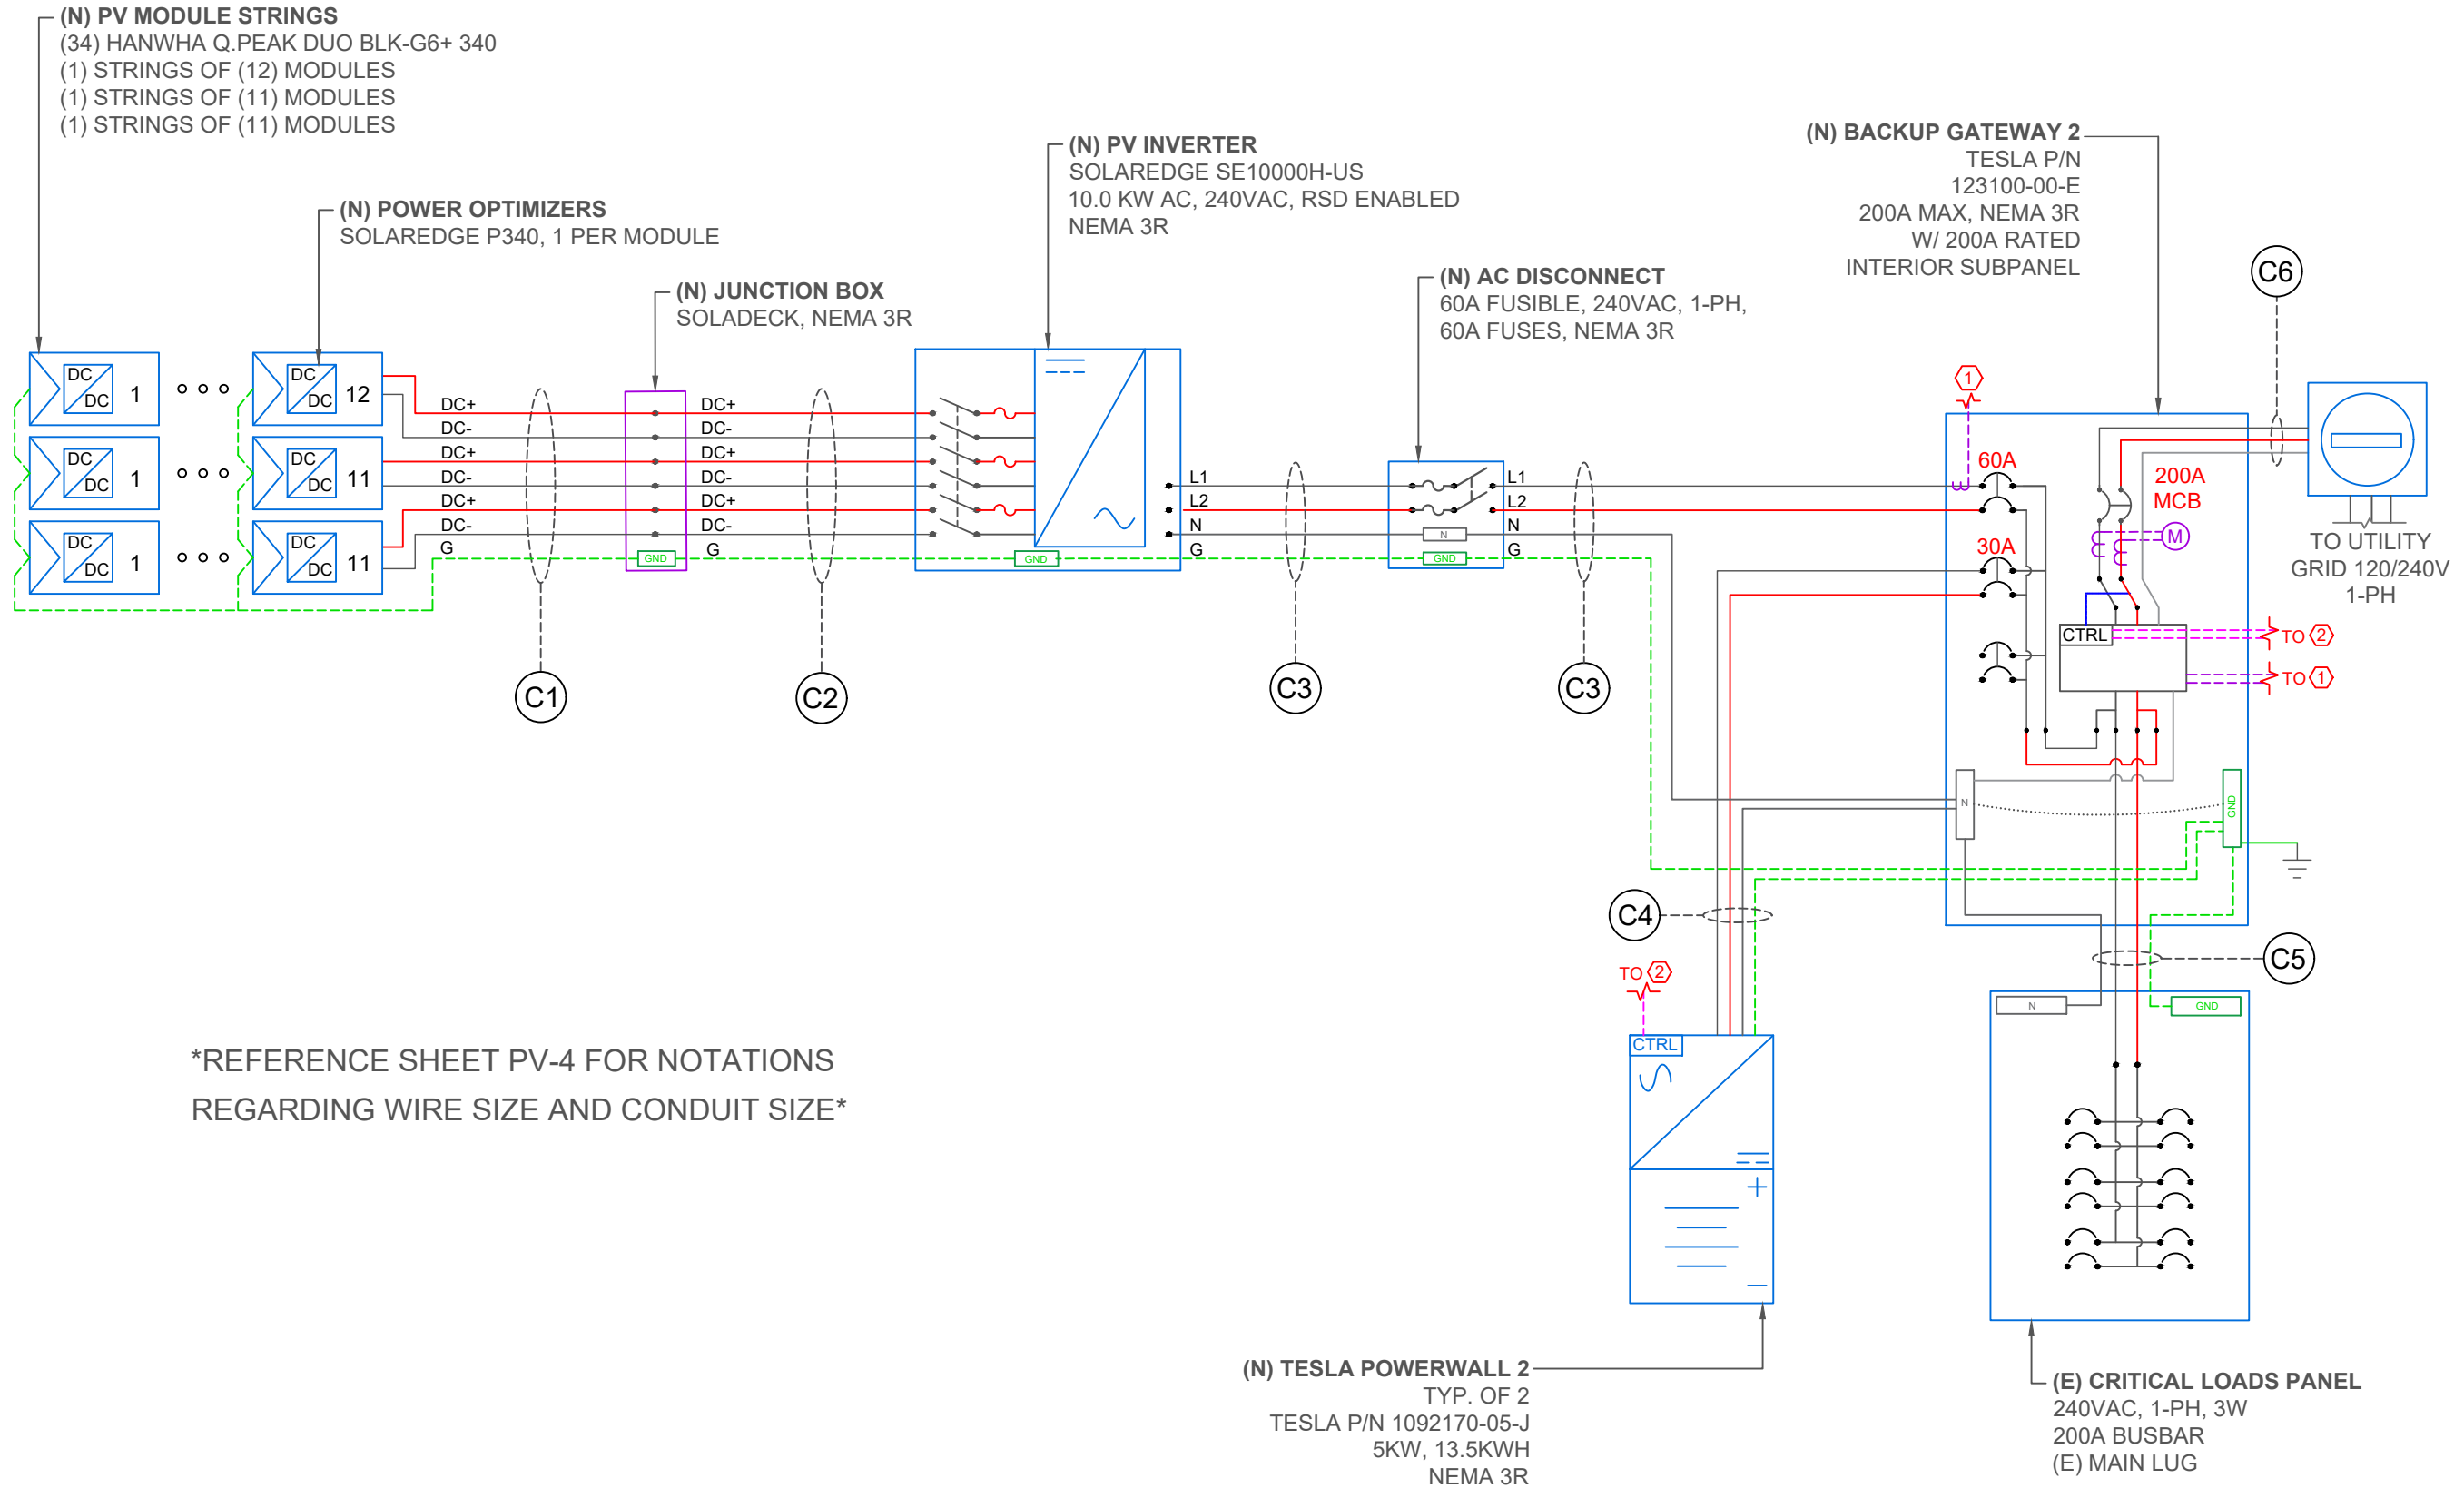 (N) PV MODULE STRINGS
(34) HANWHA Q.PEAK DUO BLK-G6+ 340
(1) STRINGS OF (12) MODULES
(1) STRINGS OF (11) MODULES
(1) STRINGS OF (11) MODULES
(N) POWER OPTIMIZERS
SOLAREDGE P340, 1 PER MODULE
(N) JUNCTION BOX
SOLADECK, NEMA 3R
(N) PV INVERTER
SOLAREDGE SE10000H-US
10.0 KW AC, 240VAC, RSD ENABLED
NEMA 3R
(N) AC DISCONNECT
60A FUSIBLE, 240VAC, 1-PH,
60A FUSES, NEMA 3R
(N) BACKUP GATEWAY 2
TESLA P/N
123100-00-E
200A MAX, NEMA 3R
W/ 200A RATED
INTERIOR SUBPANEL
C6
DC
DC
1
DC
DC
12
DC
DC
1
DC
DC
11
DC
DC
1
DC
DC
11
DC+
DC-
DC+
DC-
DC+
DC-
G
GND
DC+
DC-
DC+
DC-
DC+
DC-
G
GND
L1
L2
N
G
N
GND
L1
L2
N
G
C1
C2
C3
C3
1
60A
30A
200A
MCB
M
CTRL
TO 2
TO 1
N
GND
TO UTILITY
GRID 120/240V
1-PH
C4
C5
TO 2
CTRL
N
GND
*REFERENCE SHEET PV-4 FOR NOTATIONS
REGARDING WIRE SIZE AND CONDUIT SIZE*
(N) TESLA POWERWALL 2
TYP. OF 2
TESLA P/N 1092170-05-J
5KW, 13.5KWH
NEMA 3R
(E) CRITICAL LOADS PANEL
240VAC, 1-PH, 3W
200A BUSBAR
(E) MAIN LUG